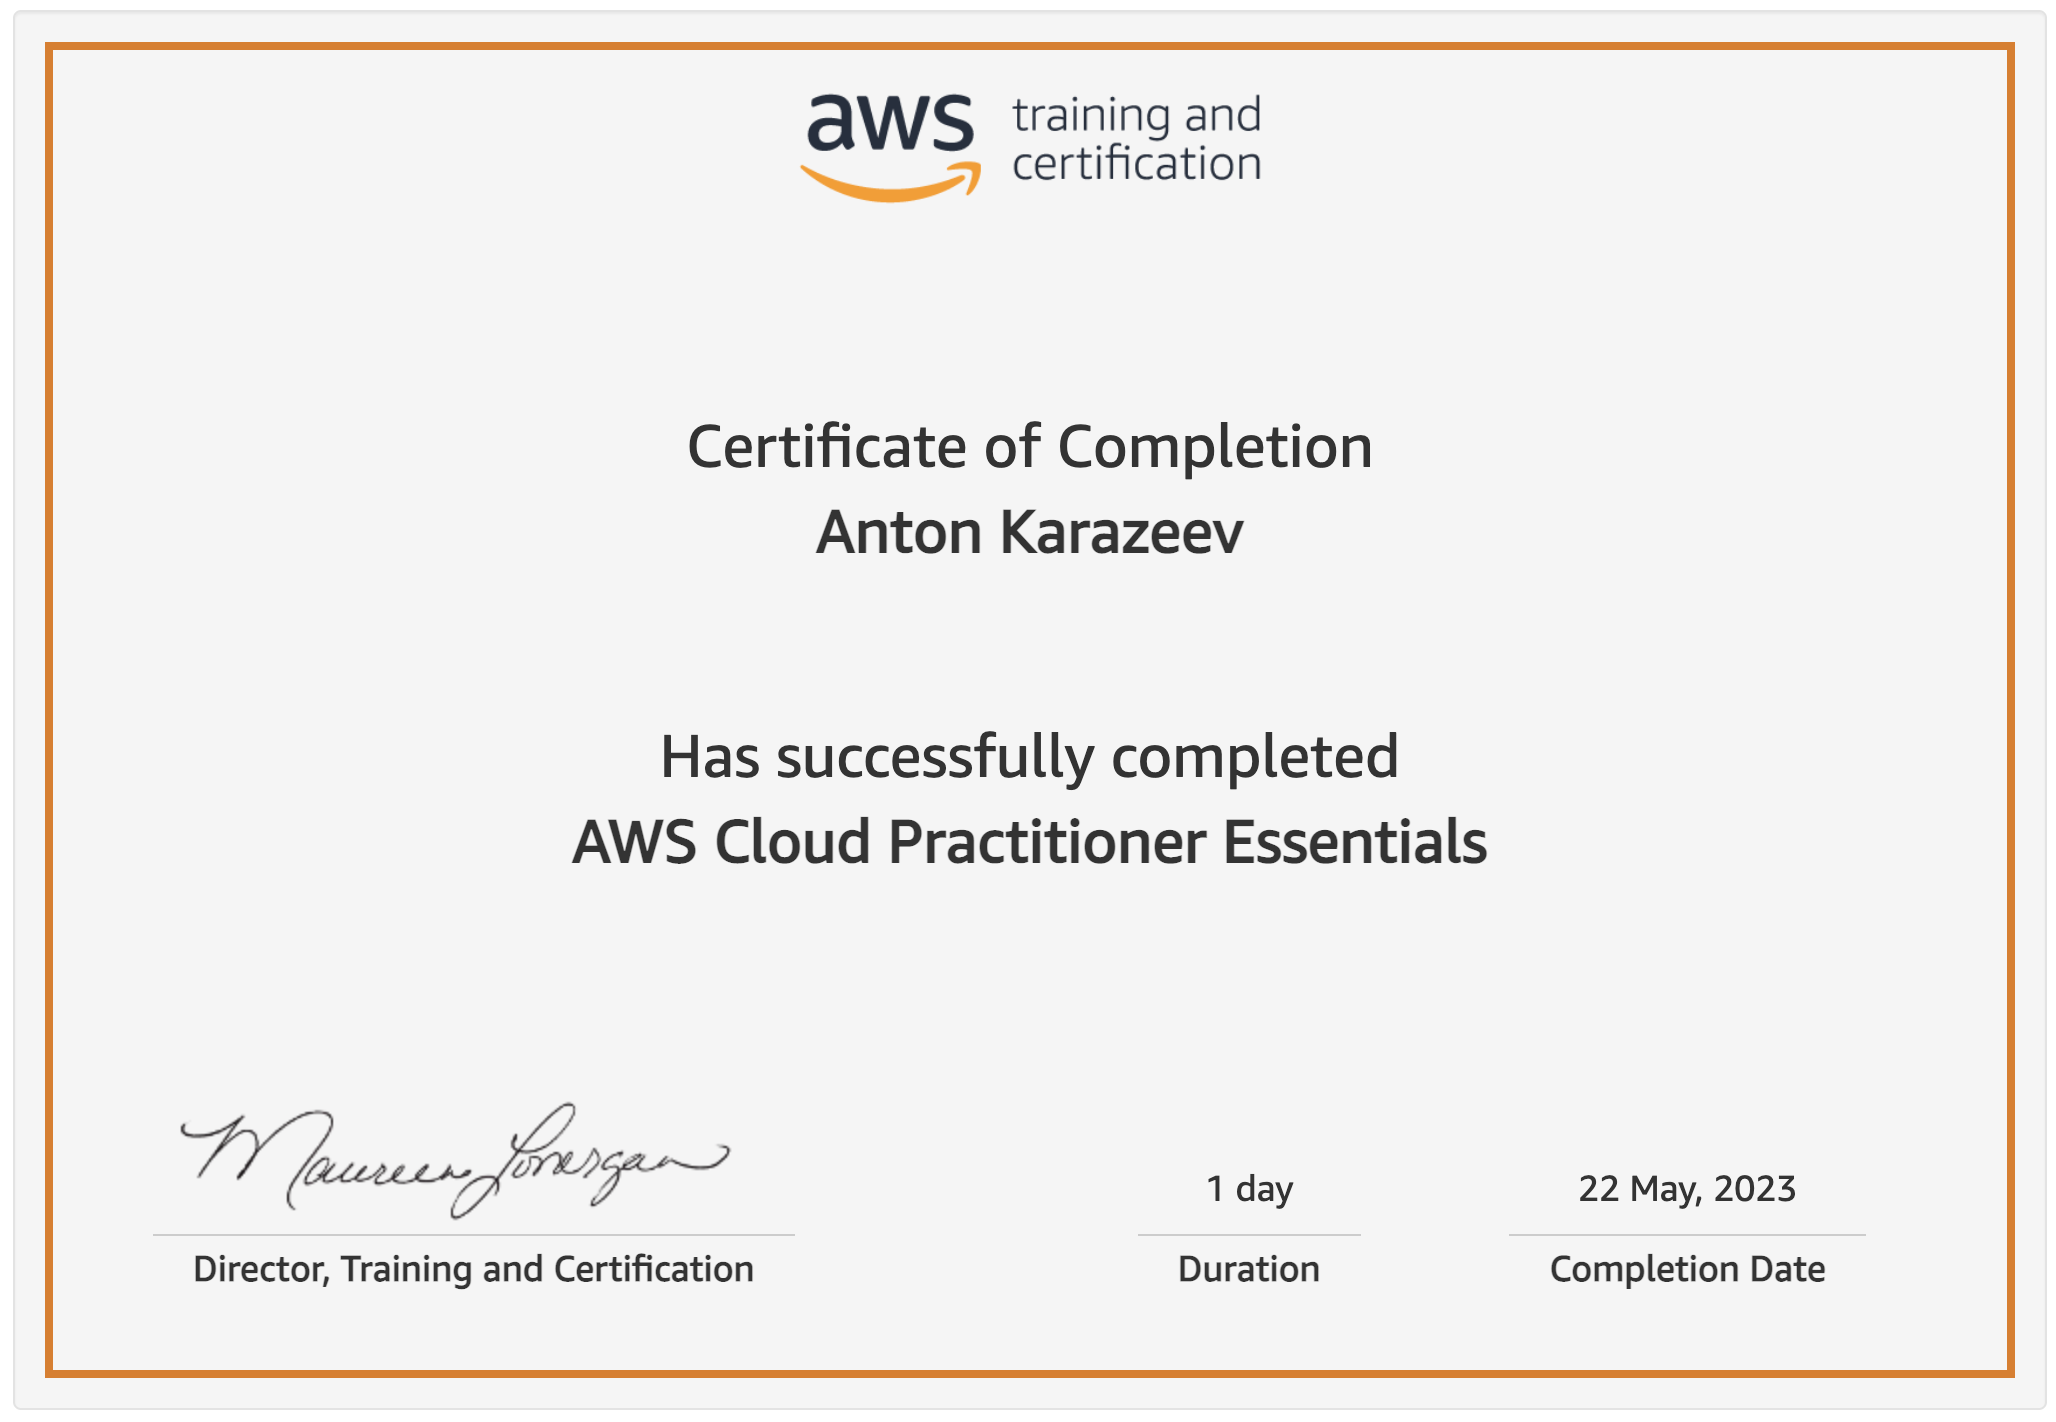 aws training and
certification
Certificate of Completion
Anton Karazeev
Has successfully completed
AWS Cloud Practitioner Essentials
Maureen Lonergan
1 day
22 May, 2023
Director, Training and Certification
Duration
Completion Date